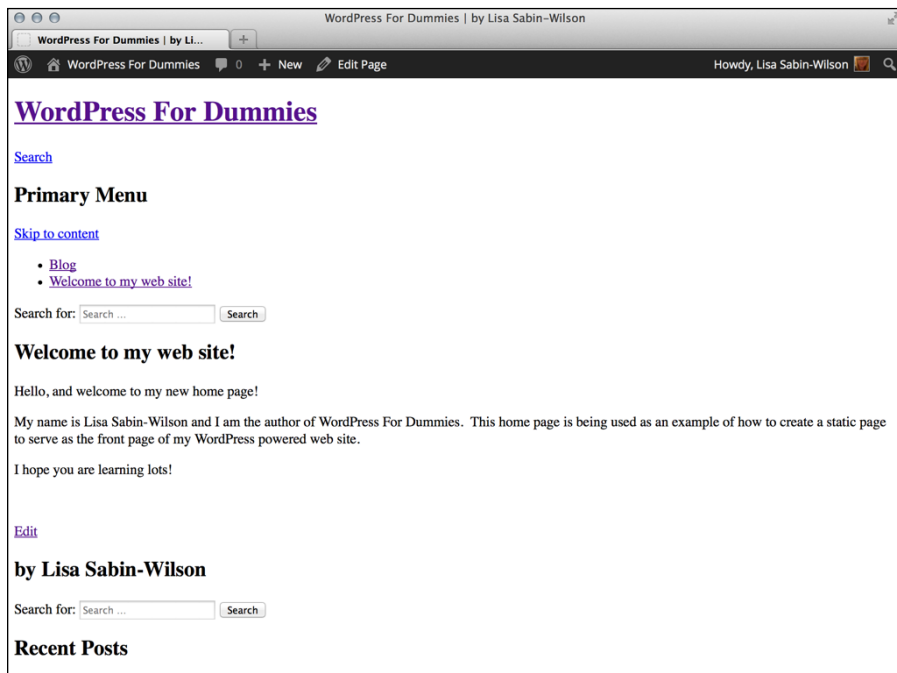 WordPress For Dummies | by Lisa Sabin-Wilson
WordPress For Dummies | by Li...
WordPress For Dummies 0 New Edit Page Howdy, Lisa Sabin-Wilson
WordPress For Dummies
Search
Primary Menu
Skip to content
• Blog
• Welcome to my web site!
Search for: Search ... Search
Welcome to my web site!
Hello, and welcome to my new home page!
My name is Lisa Sabin-Wilson and I am the author of WordPress For Dummies. This home page is being used as an example of how to create a static page
to serve as the front page of my WordPress powered web site.
I hope you are learning lots!
Edit
by Lisa Sabin-Wilson
Search for: Search ... Search
Recent Posts